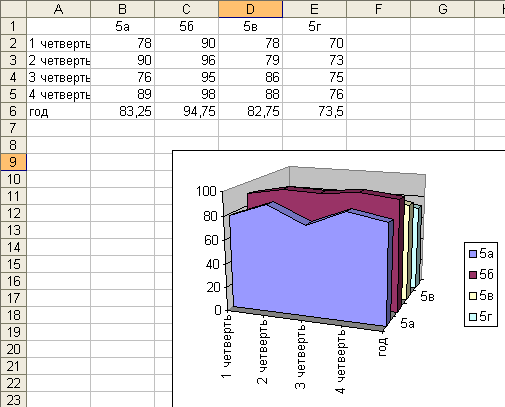 A B C D E F G H
1 5а 5б 5в 5г
2 1 четверть 78 90 78 70
3 2 четверть 90 96 79 73
4 3 четверть 76 95 86 75
5 4 четверть 89 98 88 76
6 год 83,25 94,75 82,75 73,5
7
8
9
10
11
12
13
14
15
16
17
18
19
20
21
22
23
100
80
60
40
20
0
1 четверть
2 четверть
3 четверть
4 четверть
год
5а
5в
5а
5б
5в
5г